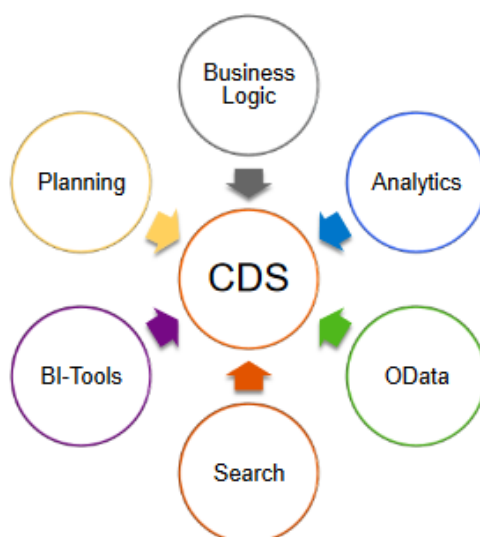 Business
Logic
Planning
Analytics
CDS
BI-Tools
OData
Search